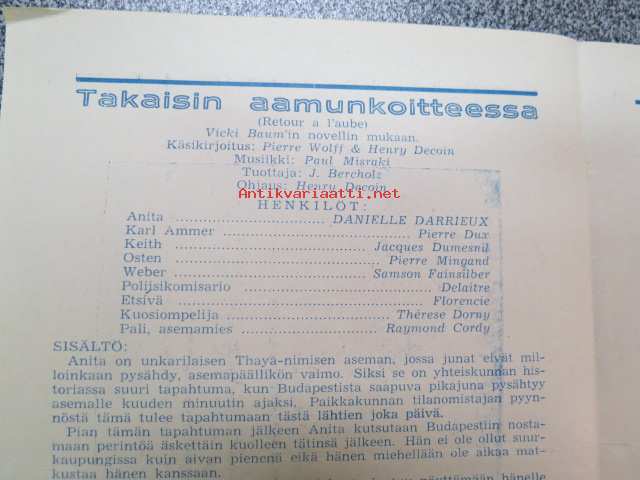 Takaisin aamunkoitteessa
(Retour a l'aube)
Vicki Baum'in novellin mukaan.
Käsikirjoitus: Pierre Wolff & Henry Decoin
Musiikki: Paul Misraki
Tuottaja: J. Bercholz
Ohjaus: Henry Decoin
Antikvariaatti.net
HENKILÖT:
Anita ........ DANIELLE DARRIEUX
Karl Ammer ........ Pierre Dux
Keith ........ Jacques Dumesnil
Osten ........ Pierre Mingand
Weber ........ Samson Fainsilber
Polijsikomisario ........ Delaitre
Etsivä ........ Florencie
Kuosiompelija ........ Thérese Dorny
Pali, asemamies ........ Raymond Cordy
SISÄLTÖ:
Anita on unkarilaisen Thayà-nimisen aseman, jossa junat eivät mil-
loinkaan pysähdy, asemapäällikön vaimo. Siksi se on yhteiskunnan his-
toriassa suuri tapahtuma, kun Budapestista saapuva pikajuna pysähtyy
asemalle kuuden minuutin ajaksi, Paikkakunnan tilanomistajan pyyn-
nöstä tämä tulee tapahtumaan tästä lähtien joka päivä.
Pian tämän tapahtuman jälkeen Anita kutsutaan Budapestiin nosta-
maan perintöä äskettäin kuolleen tätinsä jälkeen. Hän ei ole ollut suur-
kaupungissa kuin aivan pienenä eikä hänen miehellään ole aikaa mat-
kustaa hänen kanssaan.
näyttämään hänelle